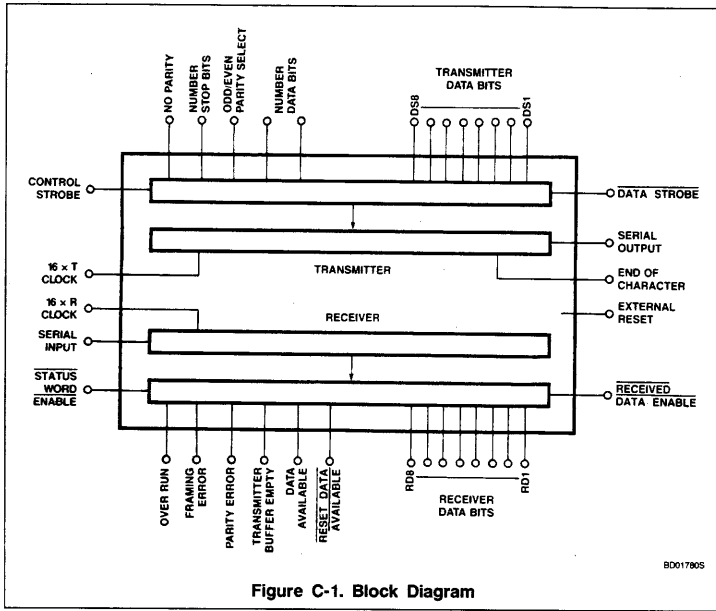 NO PARITY
NUMBER
STOP BITS
ODD/EVEN
PARITY SELECT
NUMBER
DATA BITS
TRANSMITTER
DATA BITS
DS8
DS1
CONTROL
STROBE
DATA STROBE
SERIAL
OUTPUT
16 × T
CLOCK
TRANSMITTER
END OF
CHARACTER
16 × R
CLOCK
RECEIVER
EXTERNAL
RESET
SERIAL
INPUT
STATUS
WORD
ENABLE
RECEIVED
DATA ENABLE
OVER RUN
FRAMING
ERROR
PARITY ERROR
TRANSMITTER
BUFFER EMPTY
DATA
AVAILABLE
RESET DATA
AVAILABLE
RD8
RD1
RECEIVER
DATA BITS
BD01780S
Figure C-1. Block Diagram